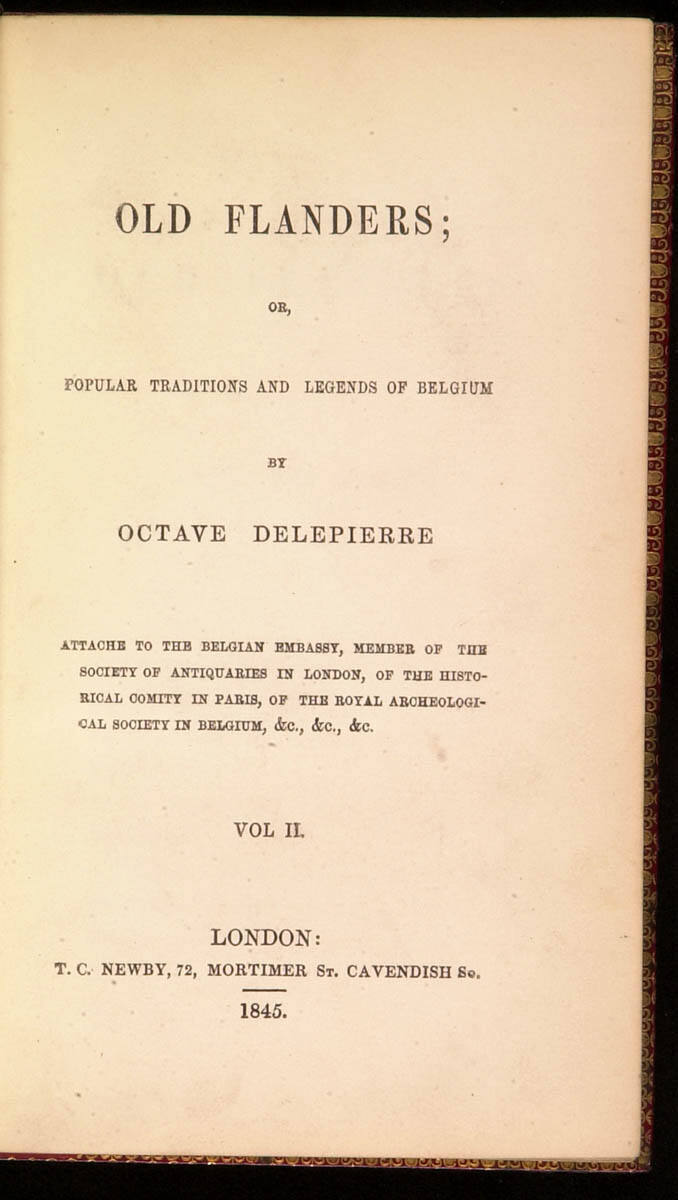 OLD FLANDERS;
OR,
POPULAR TRADITIONS AND LEGENDS OF BELGIUM
BY
OCTAVE DELEPIERRE
ATTACHE TO THE BELGIAN EMBASSY, MEMBER OF THE
SOCIETY OF ANTIQUARIES IN LONDON, OF THE HISTO-
RICAL COMITY IN PARIS, OF THE ROYAL ARCHEOLOGI-
CAL SOCIETY IN BELGIUM, &c., &c., &c.
VOL II.
LONDON:
T. C. NEWBY, 72, MORTIMER ST. CAVENDISH SQ.
1845.